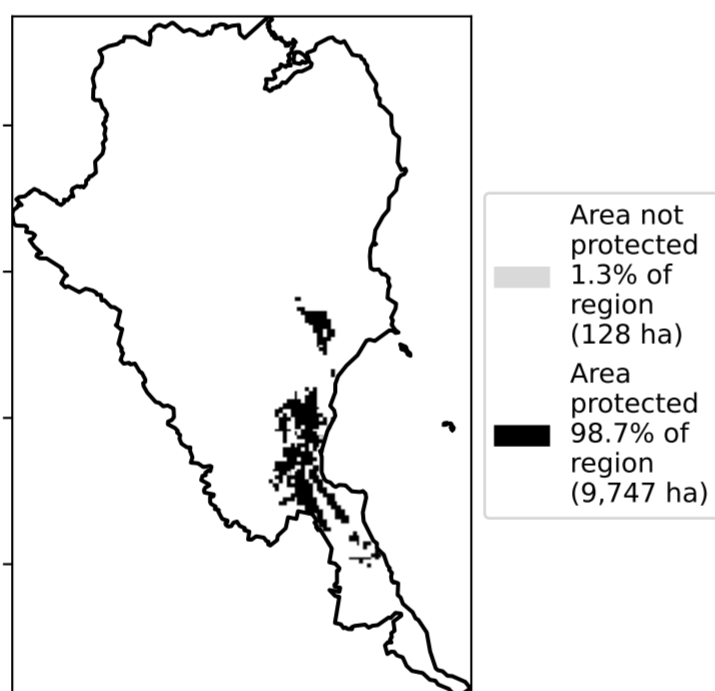 Area not
protected
1.3% of
region
(128 ha)
Area
protected
98.7% of
region
(9,747 ha)